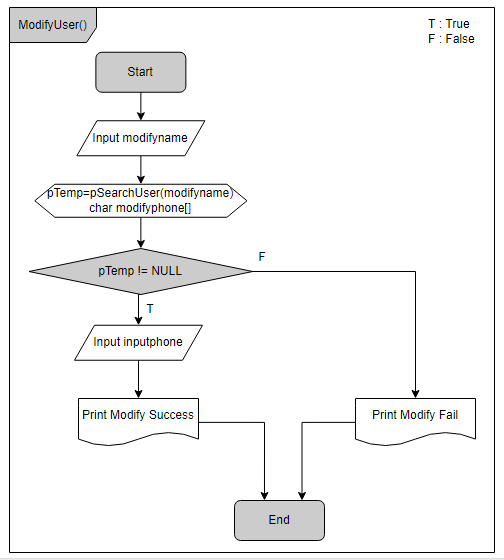 ModifyUser()
T : True
F : False
Start
Input modifyname
pTemp=pSearchUser(modifyname)
char modifyphone[]
pTemp != NULL
F
T
Input inputphone
Print Modify Success
Print Modify Fail
End